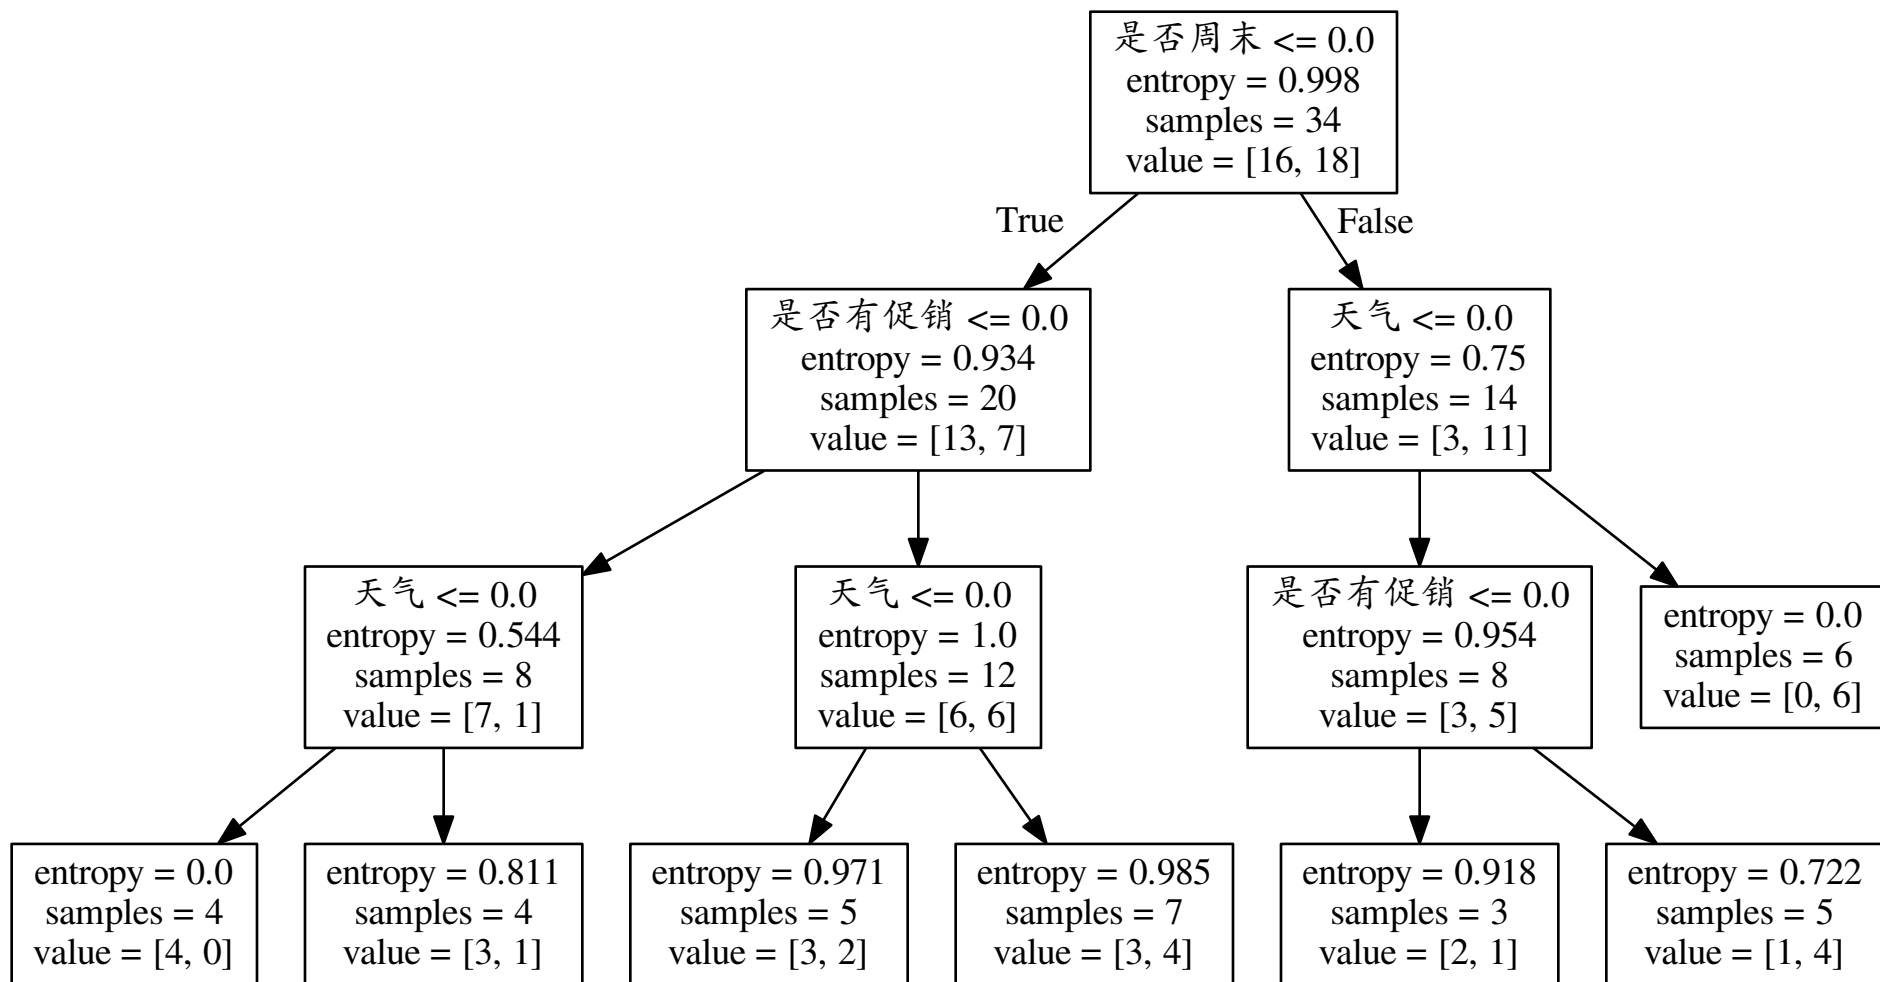 是否周末 <= 0.0
entropy = 0.998
samples = 34
value = [16, 18]
True
False
是否有促销 <= 0.0
entropy = 0.934
samples = 20
value = [13, 7]
天气 <= 0.0
entropy = 0.75
samples = 14
value = [3, 11]
天气 <= 0.0
entropy = 0.544
samples = 8
value = [7, 1]
天气 <= 0.0
entropy = 1.0
samples = 12
value = [6, 6]
是否有促销 <= 0.0
entropy = 0.954
samples = 8
value = [3, 5]
entropy = 0.0
samples = 6
value = [0, 6]
entropy = 0.0
samples = 4
value = [4, 0]
entropy = 0.811
samples = 4
value = [3, 1]
entropy = 0.971
samples = 5
value = [3, 2]
entropy = 0.985
samples = 7
value = [3, 4]
entropy = 0.918
samples = 3
value = [2, 1]
entropy = 0.722
samples = 5
value = [1, 4]